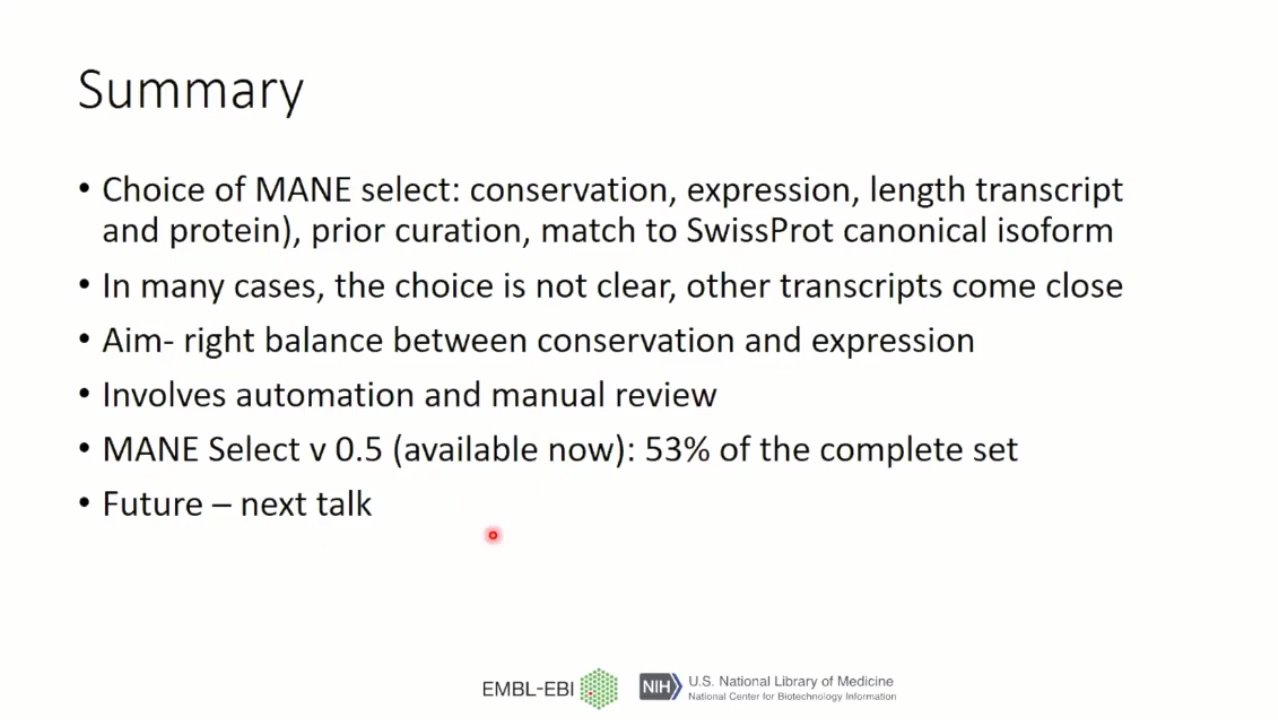 Summary
• Choice of MANE select: conservation, expression, length transcript
and protein), prior curation, match to SwissProt canonical isoform
• In many cases, the choice is not clear, other transcripts come close
• Aim- right balance between conservation and expression
• Involves automation and manual review
• MANE Select v 0.5 (available now): 53% of the complete set
• Future – next talk
EMBL-EBI
NIH U.S. National Library of Medicine
National Center for Biotechnology Information